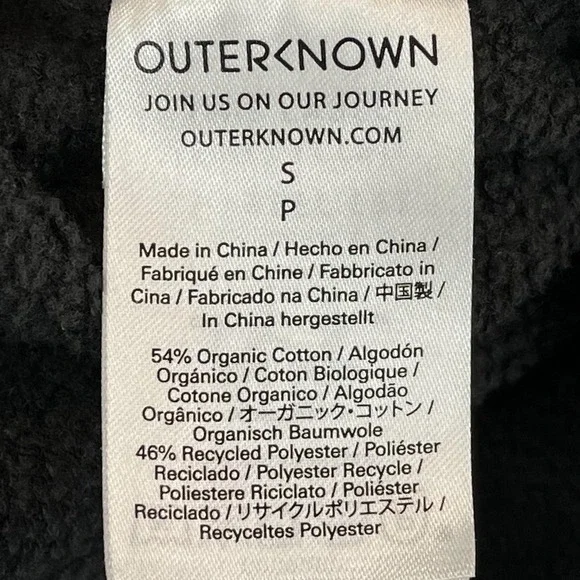 OUTERKNOWN
JOIN US ON OUR JOURNEY
OUTERKNOWN.COM
S
P
Made in China / Hecho en China /
Fabriqué en Chine / Fabbricato in
Cina / Fabricado na China / 中国製 /
In China hergestellt
54% Organic Cotton / Algodón
Orgánico / Coton Biologique /
Cotone Organico / Algodão
Orgânico / オーガニック・コットン /
Organisch Baumwole
46% Recycled Polyester / Poliéster
Reciclado / Polyester Recycle /
Poliestere Riciclato / Poliéster
Reciclado / リサイクルポリエステル /
Recyceltes Polyester